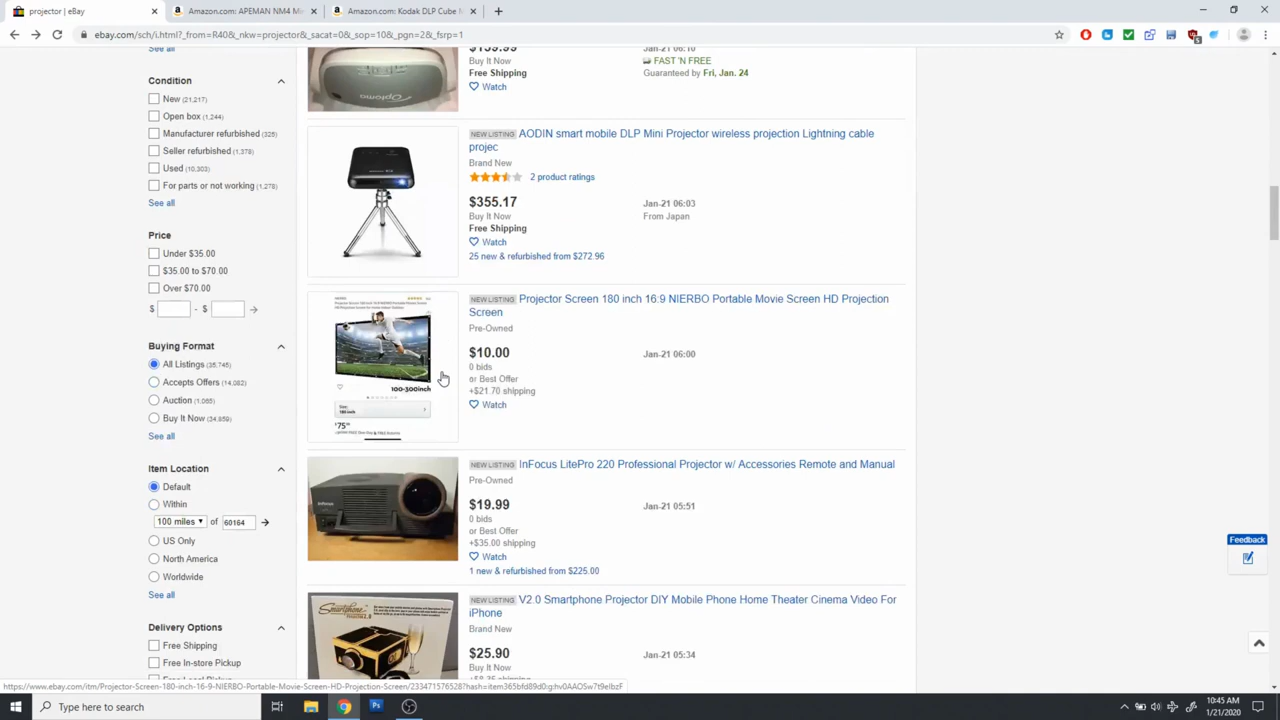 projector | eBay
Amazon.com: APEMAN NM4 Mi
Amazon.com: Kodak DLP Cube
ebay.com/sch/i.html?_from=R40&_nkw=projector&_sacat=0&_sop=10&_pgn=2&_fsrp=1
See all
Condition
New (21,217)
Open box (1,244)
Manufacturer refurbished (325)
Seller refurbished (1,378)
Used (10,303)
For parts or not working (1,278)
See all
Price
Under $35.00
$35.00 to $70.00
Over $70.00
$ - $
Buying Format
All Listings (35,745)
Accepts Offers (14,082)
Auction (1,065)
Buy It Now (34,859)
See all
Item Location
Default
Within
100 miles of 60164
US Only
North America
Worldwide
See all
Delivery Options
Free Shipping
Free In-store Pickup
$159.99
Jan-21 06:10
Buy It Now
FAST 'N FREE
Free Shipping
Guaranteed by Fri, Jan. 24
Watch
Optoma
NEW LISTING AODIN smart mobile DLP Mini Projector wireless projection Lightning cable
projec
Brand New
2 product ratings
$355.17
Jan-21 06:03
Buy It Now
From Japan
Free Shipping
Watch
25 new & refurbished from $272.96
NEW LISTING Projector Screen 180 inch 16:9 NIERBO Portable Movie Screen HD Projection
Screen
Pre-Owned
$10.00
Jan-21 06:00
0 bids
or Best Offer
+$21.70 shipping
Watch
100-300inch
180 inch
$75
NEW LISTING InFocus LitePro 220 Professional Projector w/ Accessories Remote and Manual
Pre-Owned
$19.99
Jan-21 05:51
0 bids
or Best Offer
+$35.00 shipping
Watch
1 new & refurbished from $225.00
InFocus
NEW LISTING V2.0 Smartphone Projector DIY Mobile Phone Home Theater Cinema Video For
iPhone
Brand New
$25.90
Jan-21 05:34
Buy It Now
Smartphone
Feedback
Type here to search
10:45 AM
1/21/2020